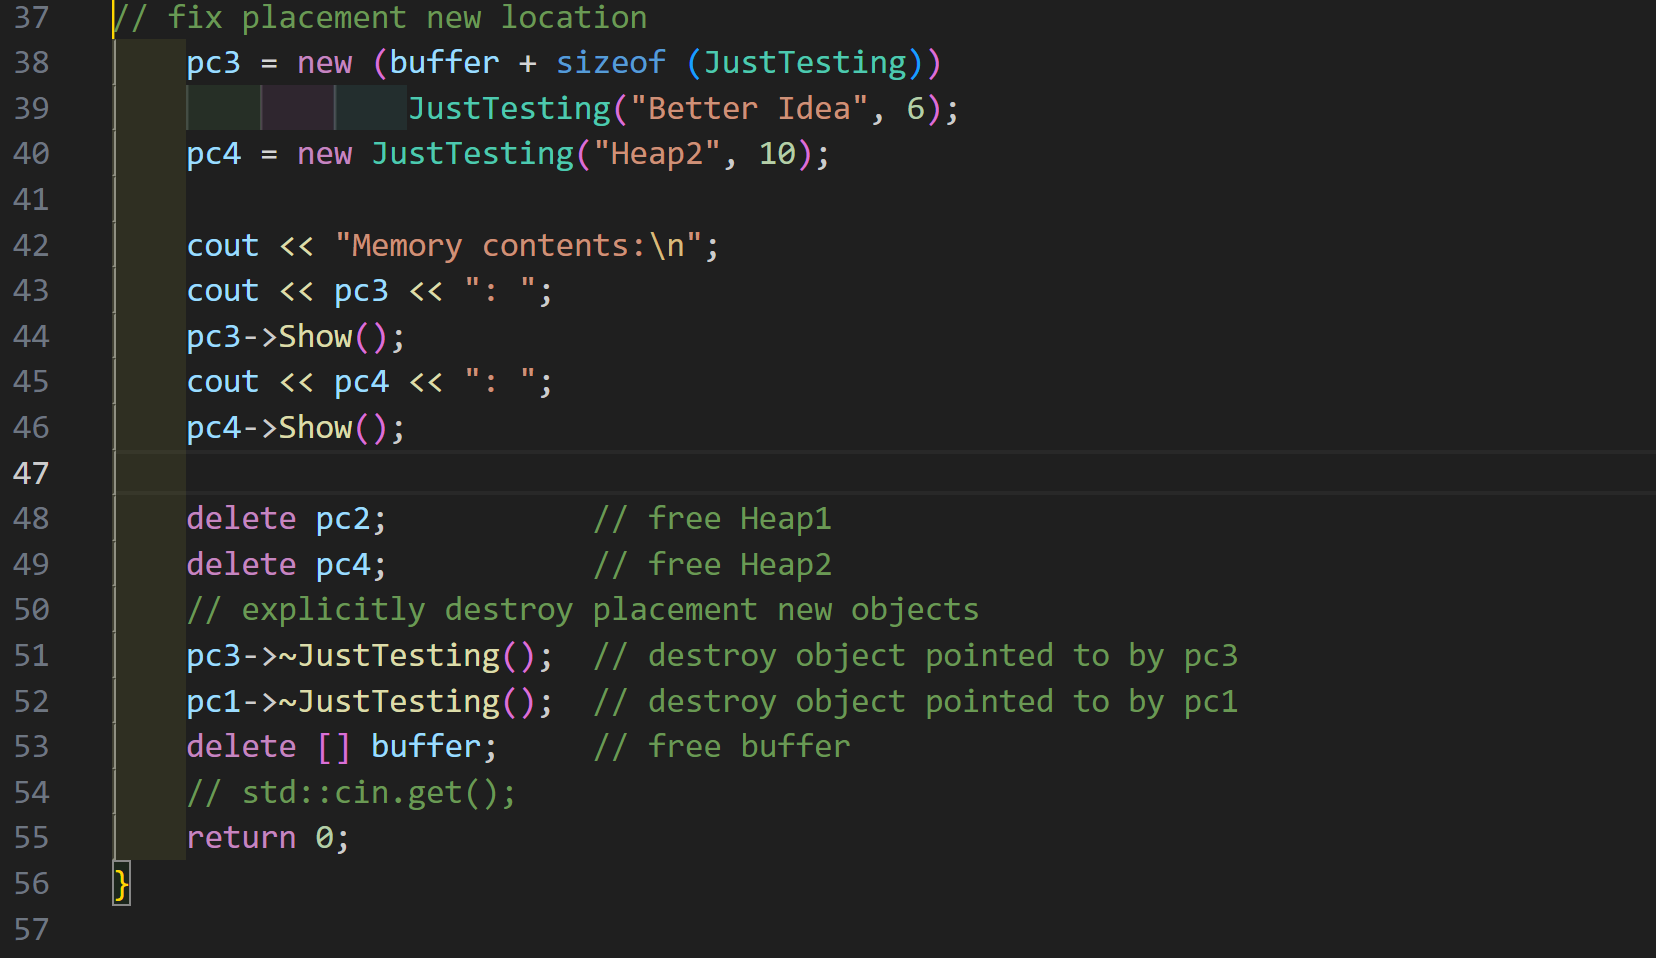 37 // fix placement new location
38 pc3 = new (buffer + sizeof (JustTesting))
39 JustTesting("Better Idea", 6);
40 pc4 = new JustTesting("Heap2", 10);
41
42 cout << "Memory contents:\n";
43 cout << pc3 << ": ";
44 pc3->Show();
45 cout << pc4 << ": ";
46 pc4->Show();
47
48 delete pc2; // free Heap1
49 delete pc4; // free Heap2
50 // explicitly destroy placement new objects
51 pc3->~JustTesting(); // destroy object pointed to by pc3
52 pc1->~JustTesting(); // destroy object pointed to by pc1
53 delete [] buffer; // free buffer
54 // std::cin.get();
55 return 0;
56 }
57